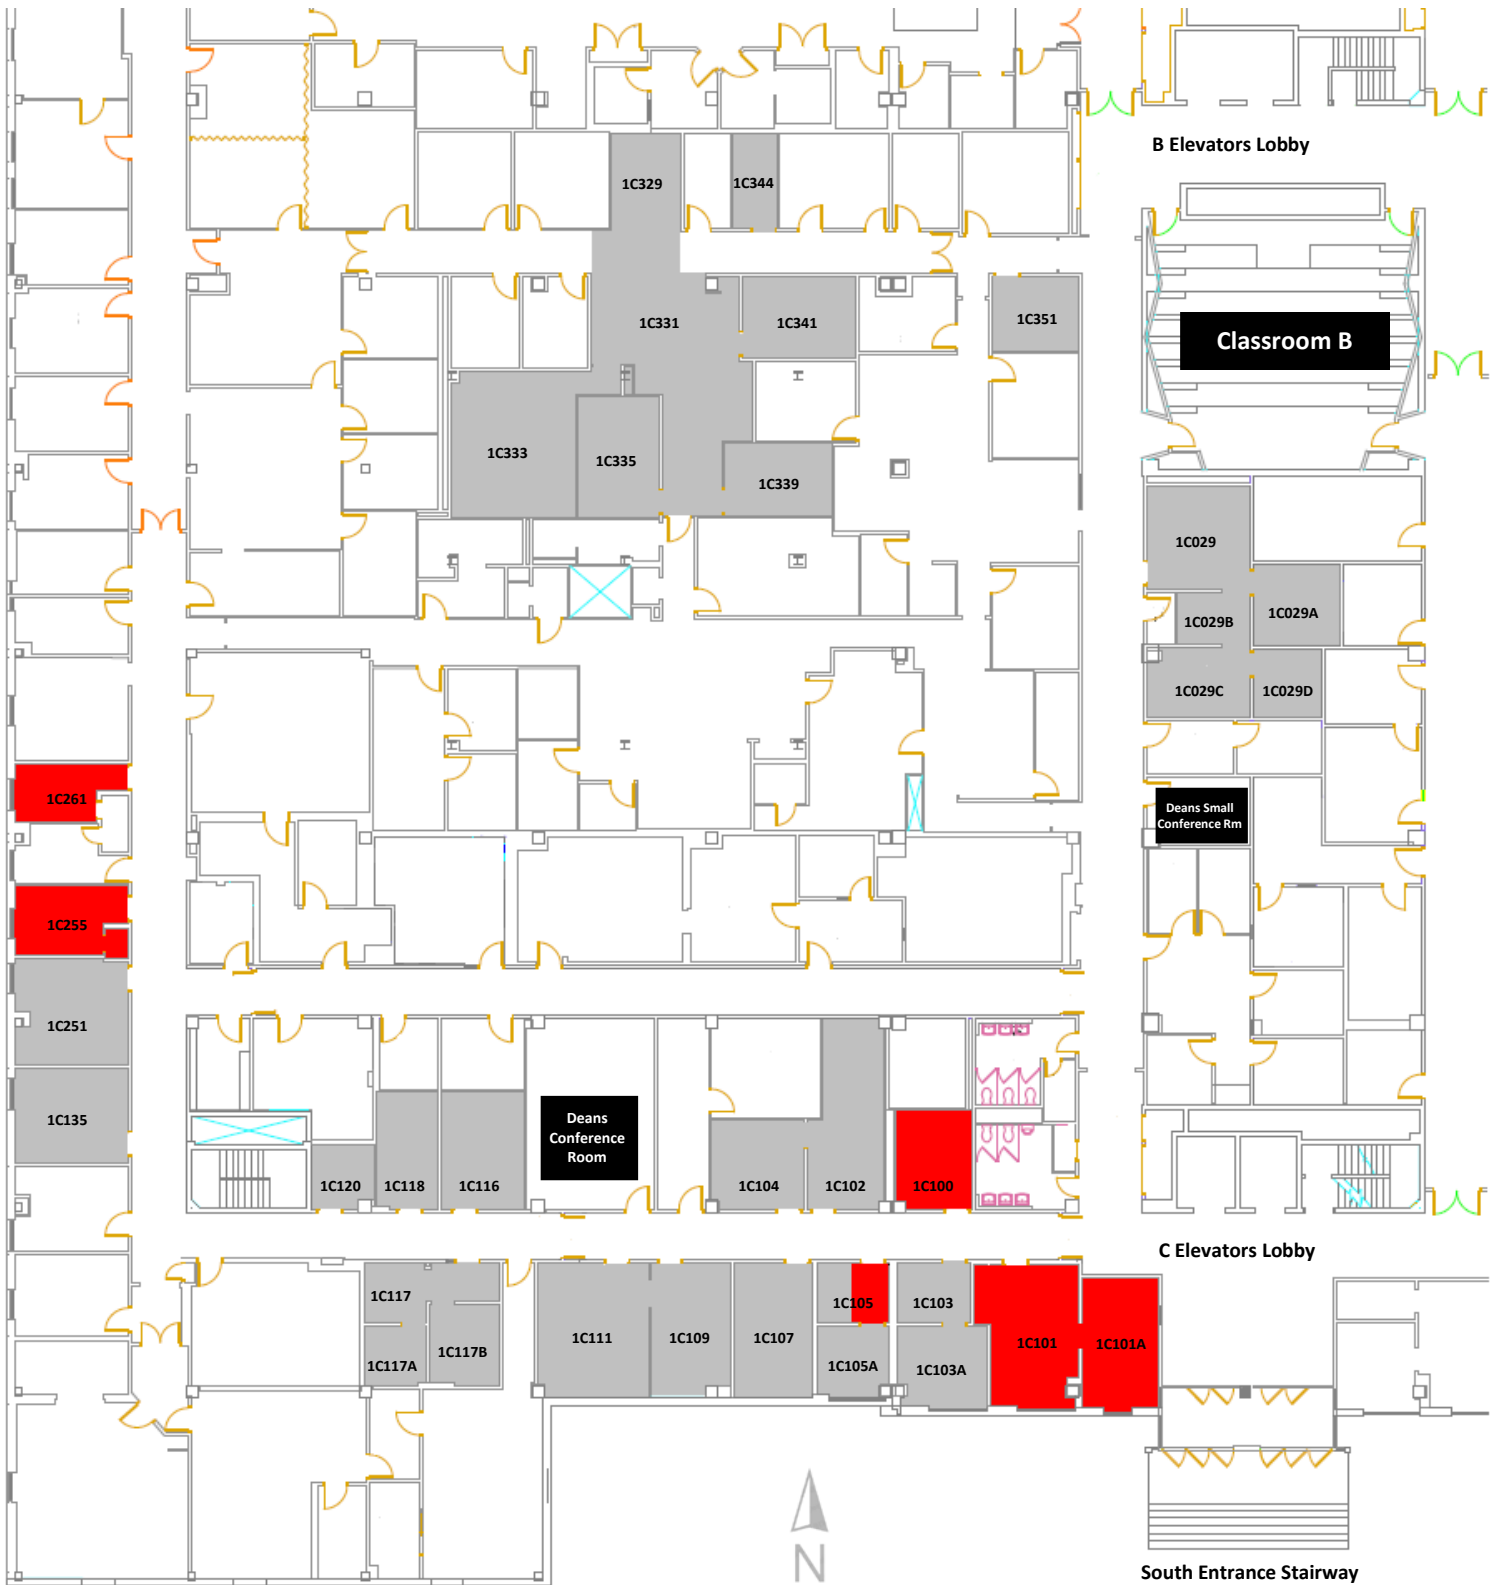 B Elevators Lobby
1C329
1C344
1C331
1C341
1C351
Classroom B
1C333
1C335
1C339
1C029
1C029A
1C029B
1C029C
1C029D
1C261
Deans Small
Conference Rm
1C255
1C251
1C135
Deans
Conference
Room
1C120
1C118
1C116
1C104
1C102
1C100
C Elevators Lobby
1C117
1C105
1C103
1C111
1C109
1C107
1C101
1C101A
1C117A
1C117B
1C105A
1C103A
N
South Entrance Stairway